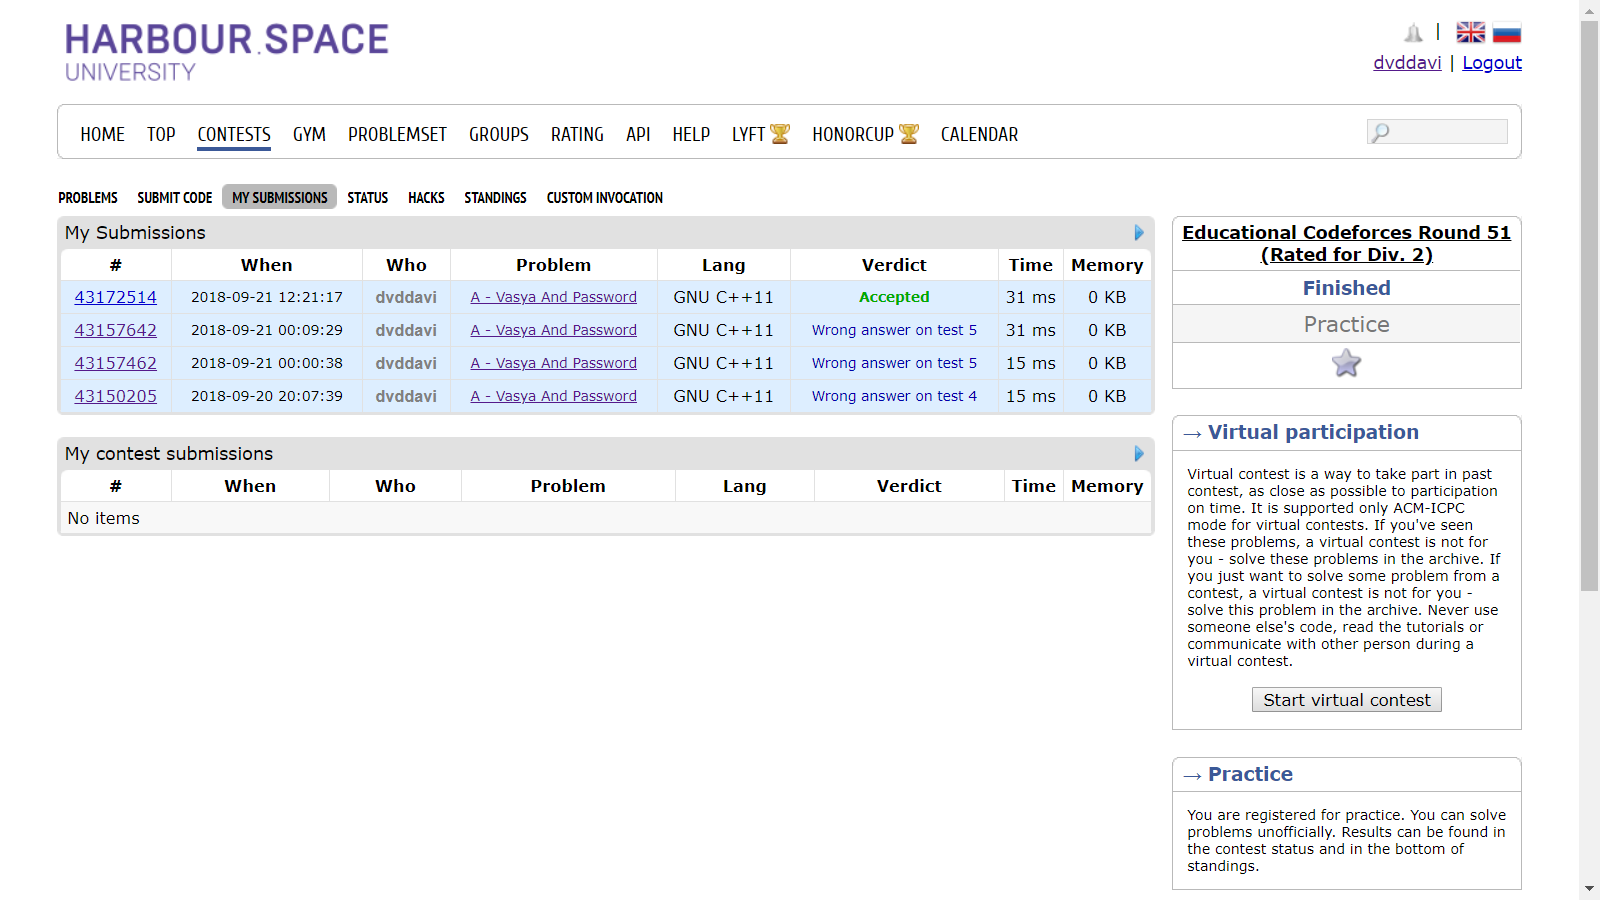 HARBOUR.SPACE
UNIVERSITY
|
dvddavi | Logout
HOME TOP CONTESTS GYM PROBLEMSET GROUPS RATING API HELP LYFT HONORCUP CALENDAR
PROBLEMS SUBMIT CODE MY SUBMISSIONS STATUS HACKS STANDINGS CUSTOM INVOCATION
My Submissions
# When Who Problem Lang Verdict Time Memory
43172514 2018-09-21 12:21:17 dvddavi A - Vasya And Password GNU C++11 Accepted 31 ms 0 KB
43157642 2018-09-21 00:09:29 dvddavi A - Vasya And Password GNU C++11 Wrong answer on test 5 31 ms 0 KB
43157462 2018-09-21 00:00:38 dvddavi A - Vasya And Password GNU C++11 Wrong answer on test 5 15 ms 0 KB
43150205 2018-09-20 20:07:39 dvddavi A - Vasya And Password GNU C++11 Wrong answer on test 4 15 ms 0 KB
My contest submissions
# When Who Problem Lang Verdict Time Memory
No items
Educational Codeforces Round 51
(Rated for Div. 2)
Finished
Practice
→ Virtual participation
Virtual contest is a way to take part in past
contest, as close as possible to participation
on time. It is supported only ACM-ICPC
mode for virtual contests. If you've seen
these problems, a virtual contest is not for
you - solve these problems in the archive. If
you just want to solve some problem from a
contest, a virtual contest is not for you -
solve this problem in the archive. Never use
someone else's code, read the tutorials or
communicate with other person during a
virtual contest.
Start virtual contest
→ Practice
You are registered for practice. You can solve
problems unofficially. Results can be found in
the contest status and in the bottom of
standings.